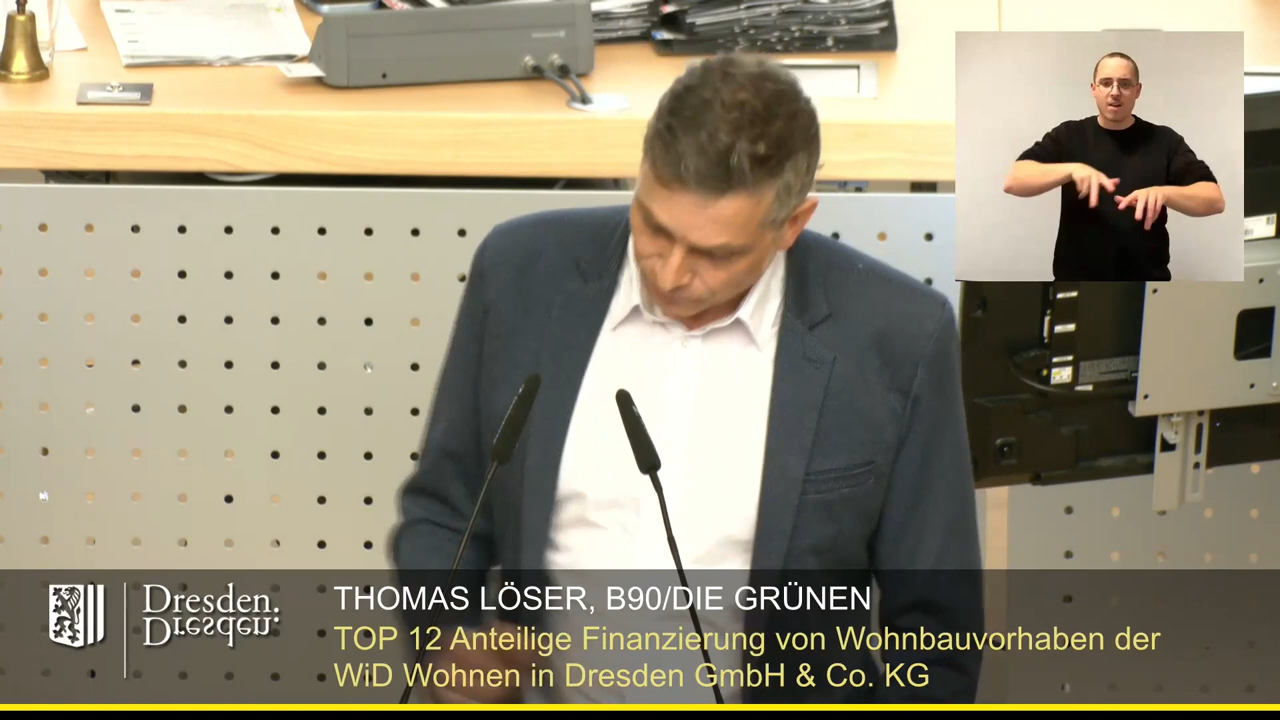 Dresden.
Dresden.
THOMAS LÖSER, B90/DIE GRÜNEN
TOP 12 Anteilige Finanzierung von Wohnbauvorhaben der
WiD Wohnen in Dresden GmbH & Co. KG